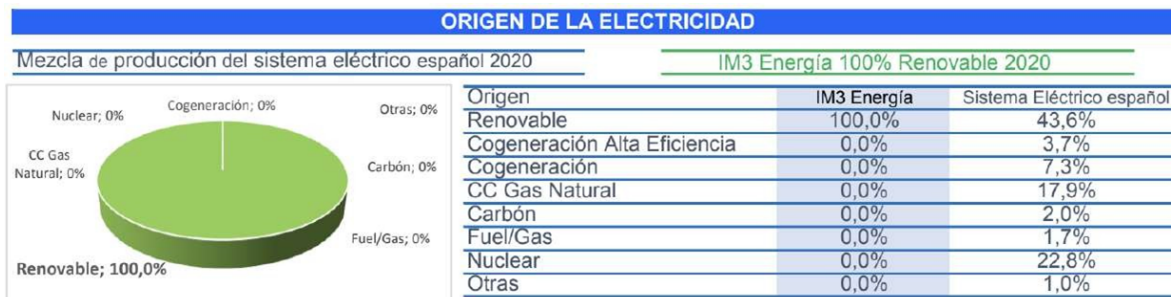 ORIGEN DE LA ELECTRICIDAD
Mezcla de producción del sistema eléctrico español 2020
IM3 Energía 100% Renovable 2020
Cogeneración; 0%
Nuclear; 0%
Otras; 0%
CC Gas
Natural; 0%
Carbón; 0%
Fuel/Gas; 0%
Renovable; 100,0%
Origen IM3 Energía Sistema Eléctrico español
Renovable 100,0% 43,6%
Cogeneración Alta Eficiencia 0,0% 3,7%
Cogeneración 0,0% 7,3%
CC Gas Natural 0,0% 17,9%
Carbón 0,0% 2,0%
Fuel/Gas 0,0% 1,7%
Nuclear 0,0% 22,8%
Otras 0,0% 1,0%